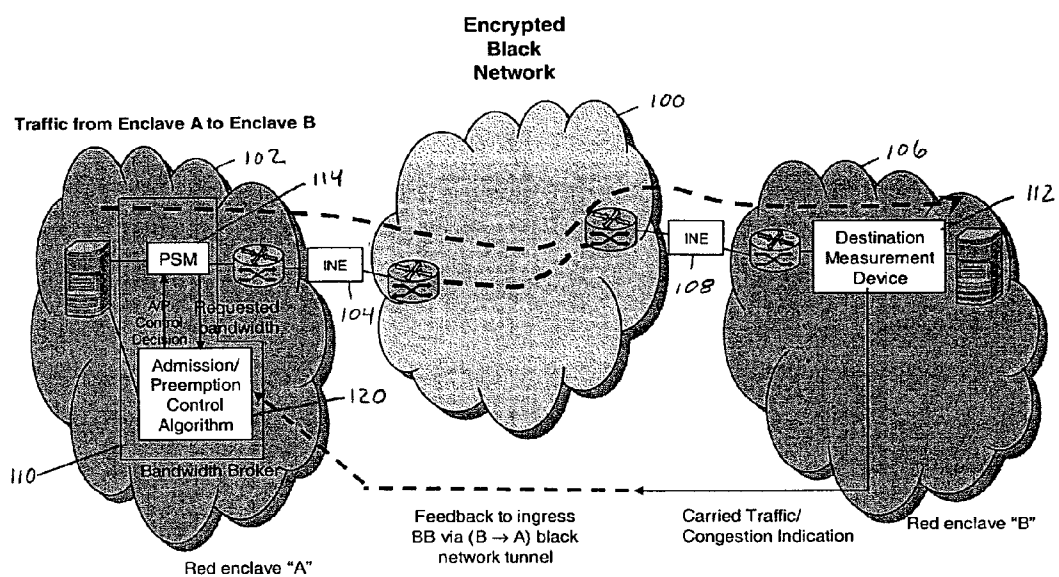 Encrypted
Black
Network
100
Traffic from Enclave A to Enclave B
102
114
106
112
PSM
INE
INE
Destination
Measurement
Device
104
108
A/P
Control
Decision
Requested
bandwidth
Admission/
Preemption
Control
Algorithm
120
110
Bandwidth Broker
Feedback to ingress
BB via (B → A) black
network tunnel
Carried Traffic/
Congestion Indication
Red enclave "B"
Red enclave "A"